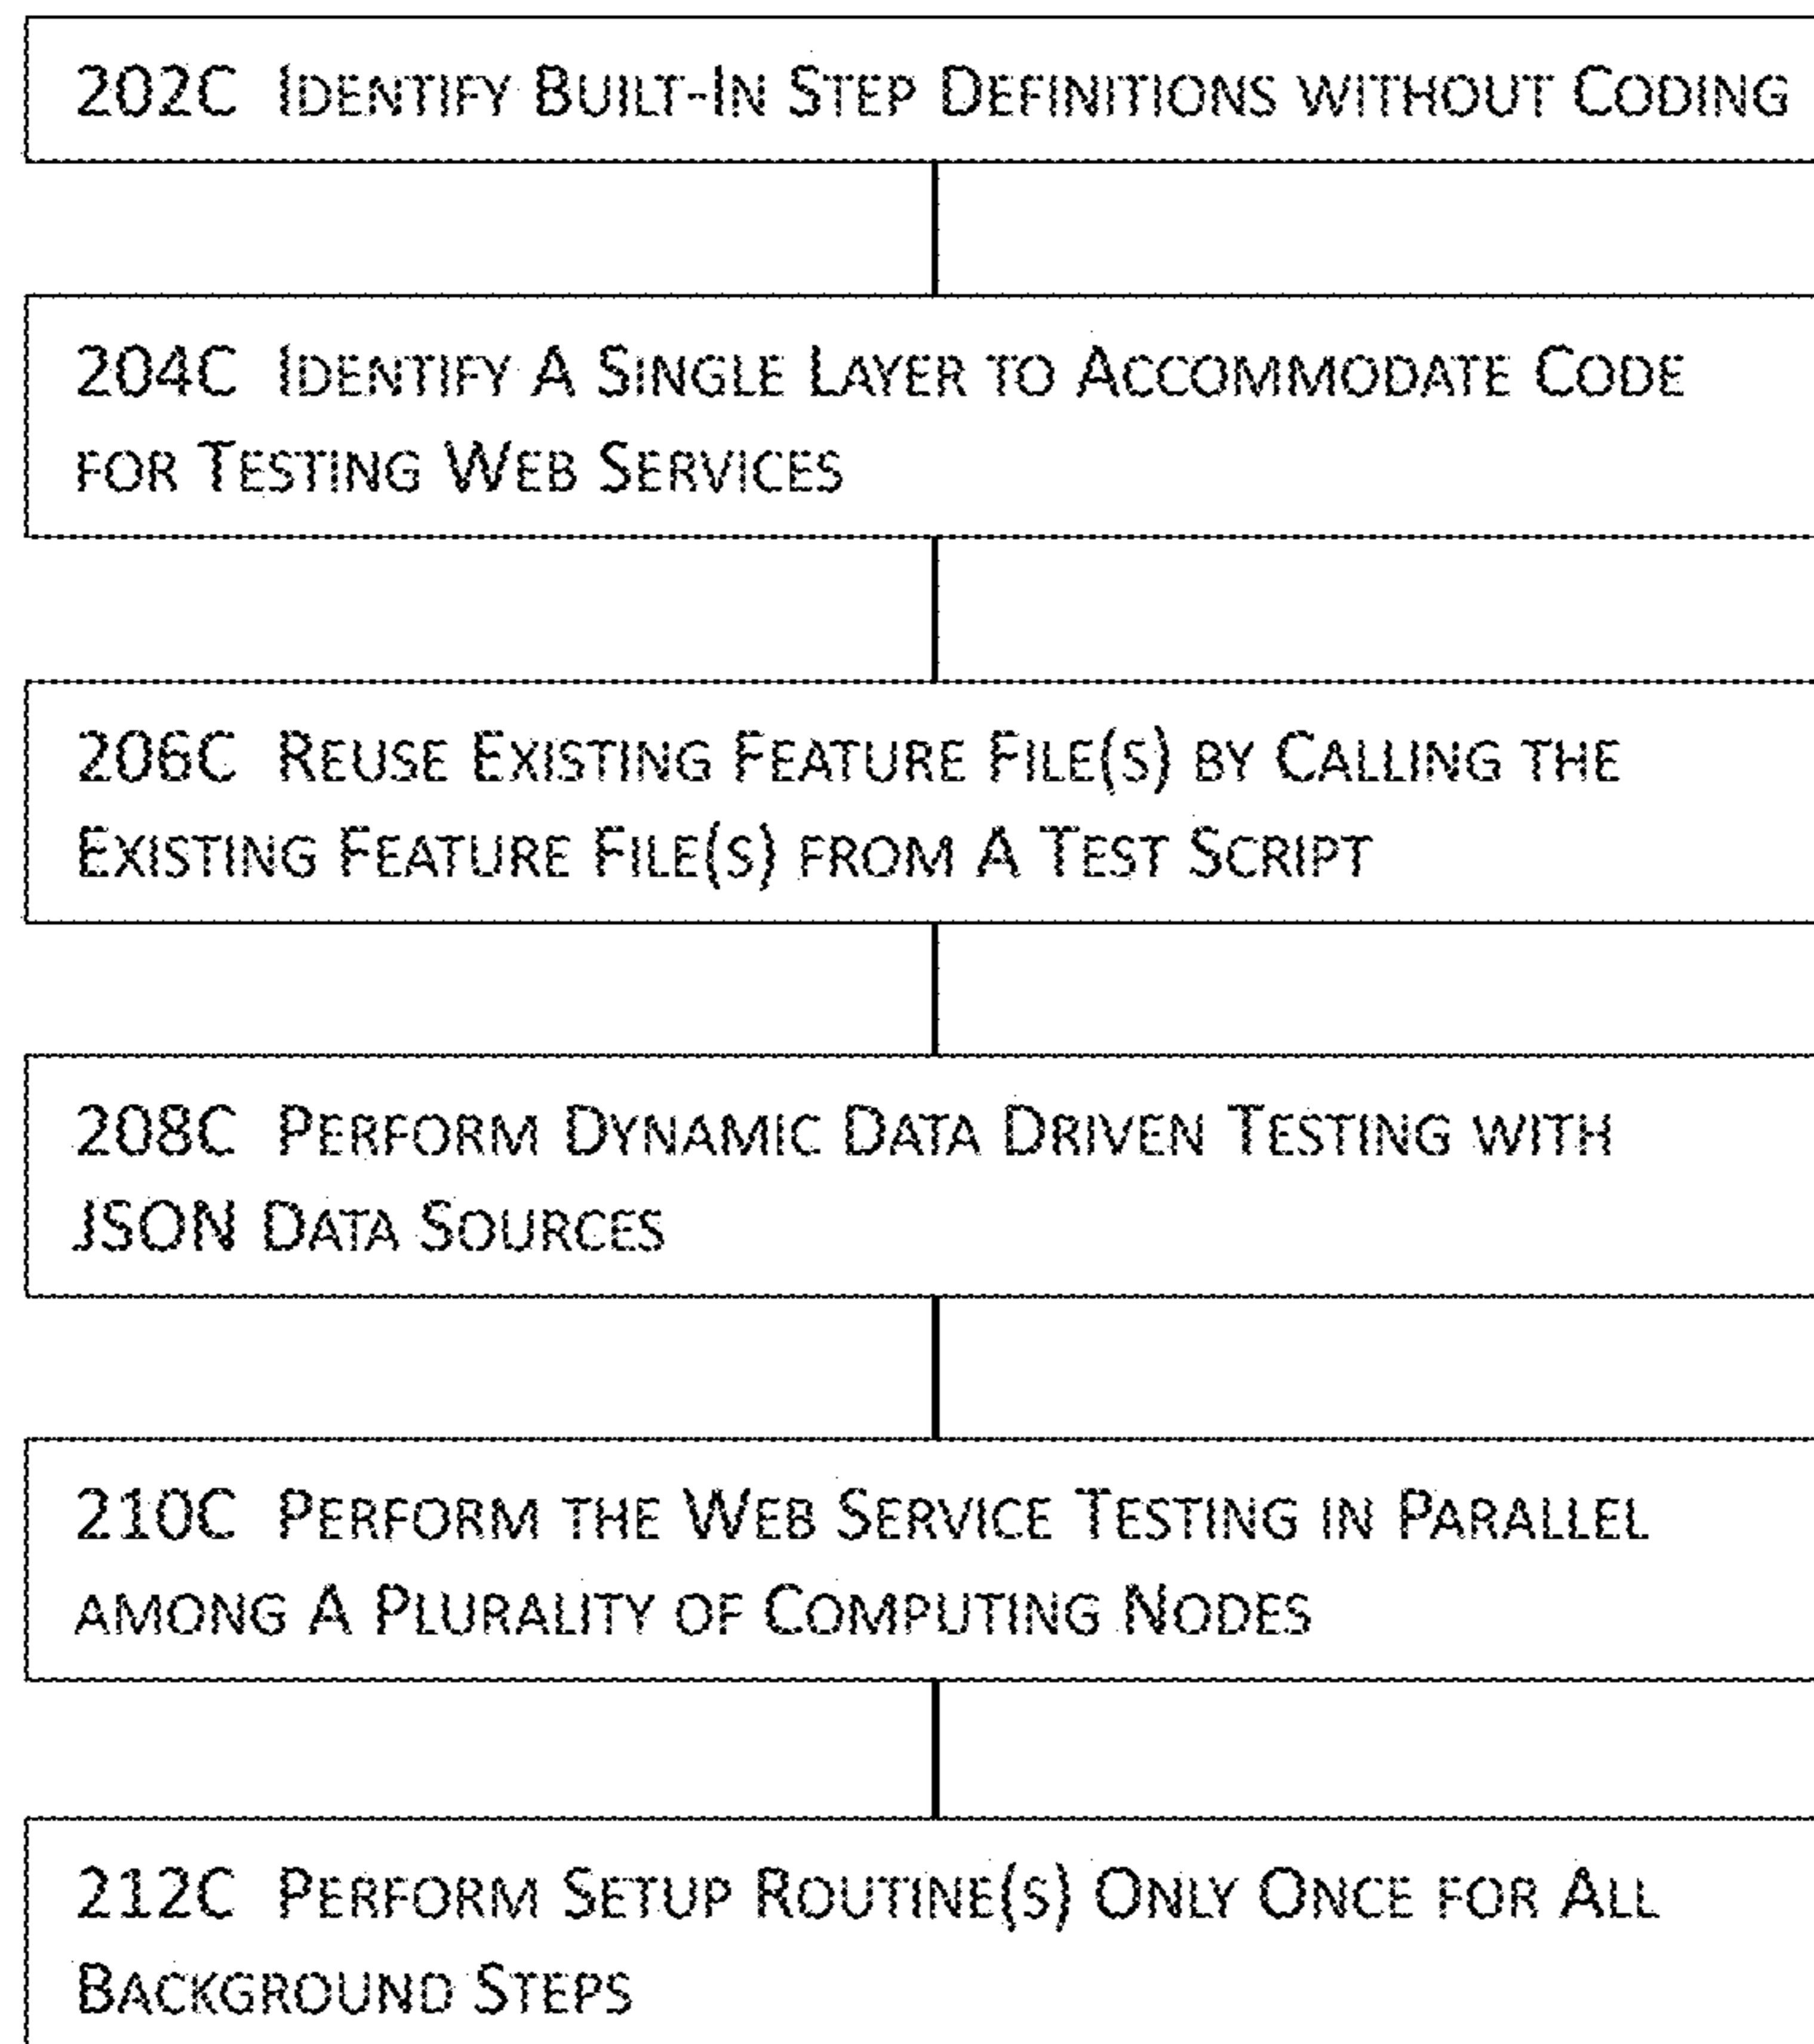 202C Identify Built-In Step Definitions without Coding
204C Identify A Single Layer to Accommodate Code
for Testing Web Services
206C Reuse Existing Feature File(s) by Calling the
Existing Feature File(s) from A Test Script
208C Perform Dynamic Data Driven Testing with
JSON Data Sources
210C Perform the Web Service Testing in Parallel
among A Plurality of Computing Nodes
212C Perform Setup Routine(s) Only Once for All
Background Steps